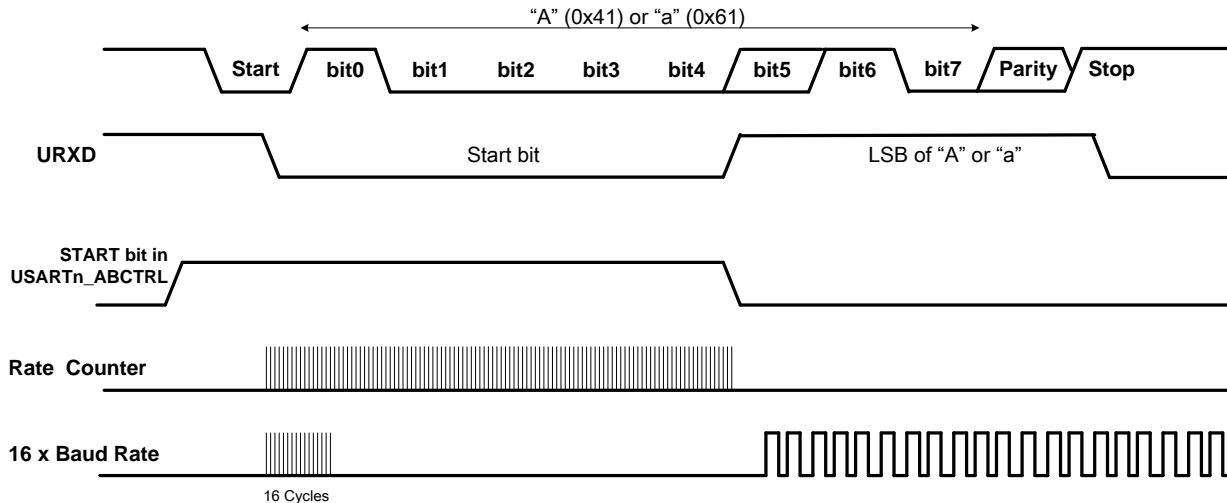 “A” (0x41) or “a” (0x61)
Start bit0 bit1 bit2 bit3 bit4 bit5 bit6 bit7 Parity Stop
URXD Start bit LSB of “A” or “a”
START bit in
USARTn_ABCTRL
Rate Counter
16 x Baud Rate
16 Cycles